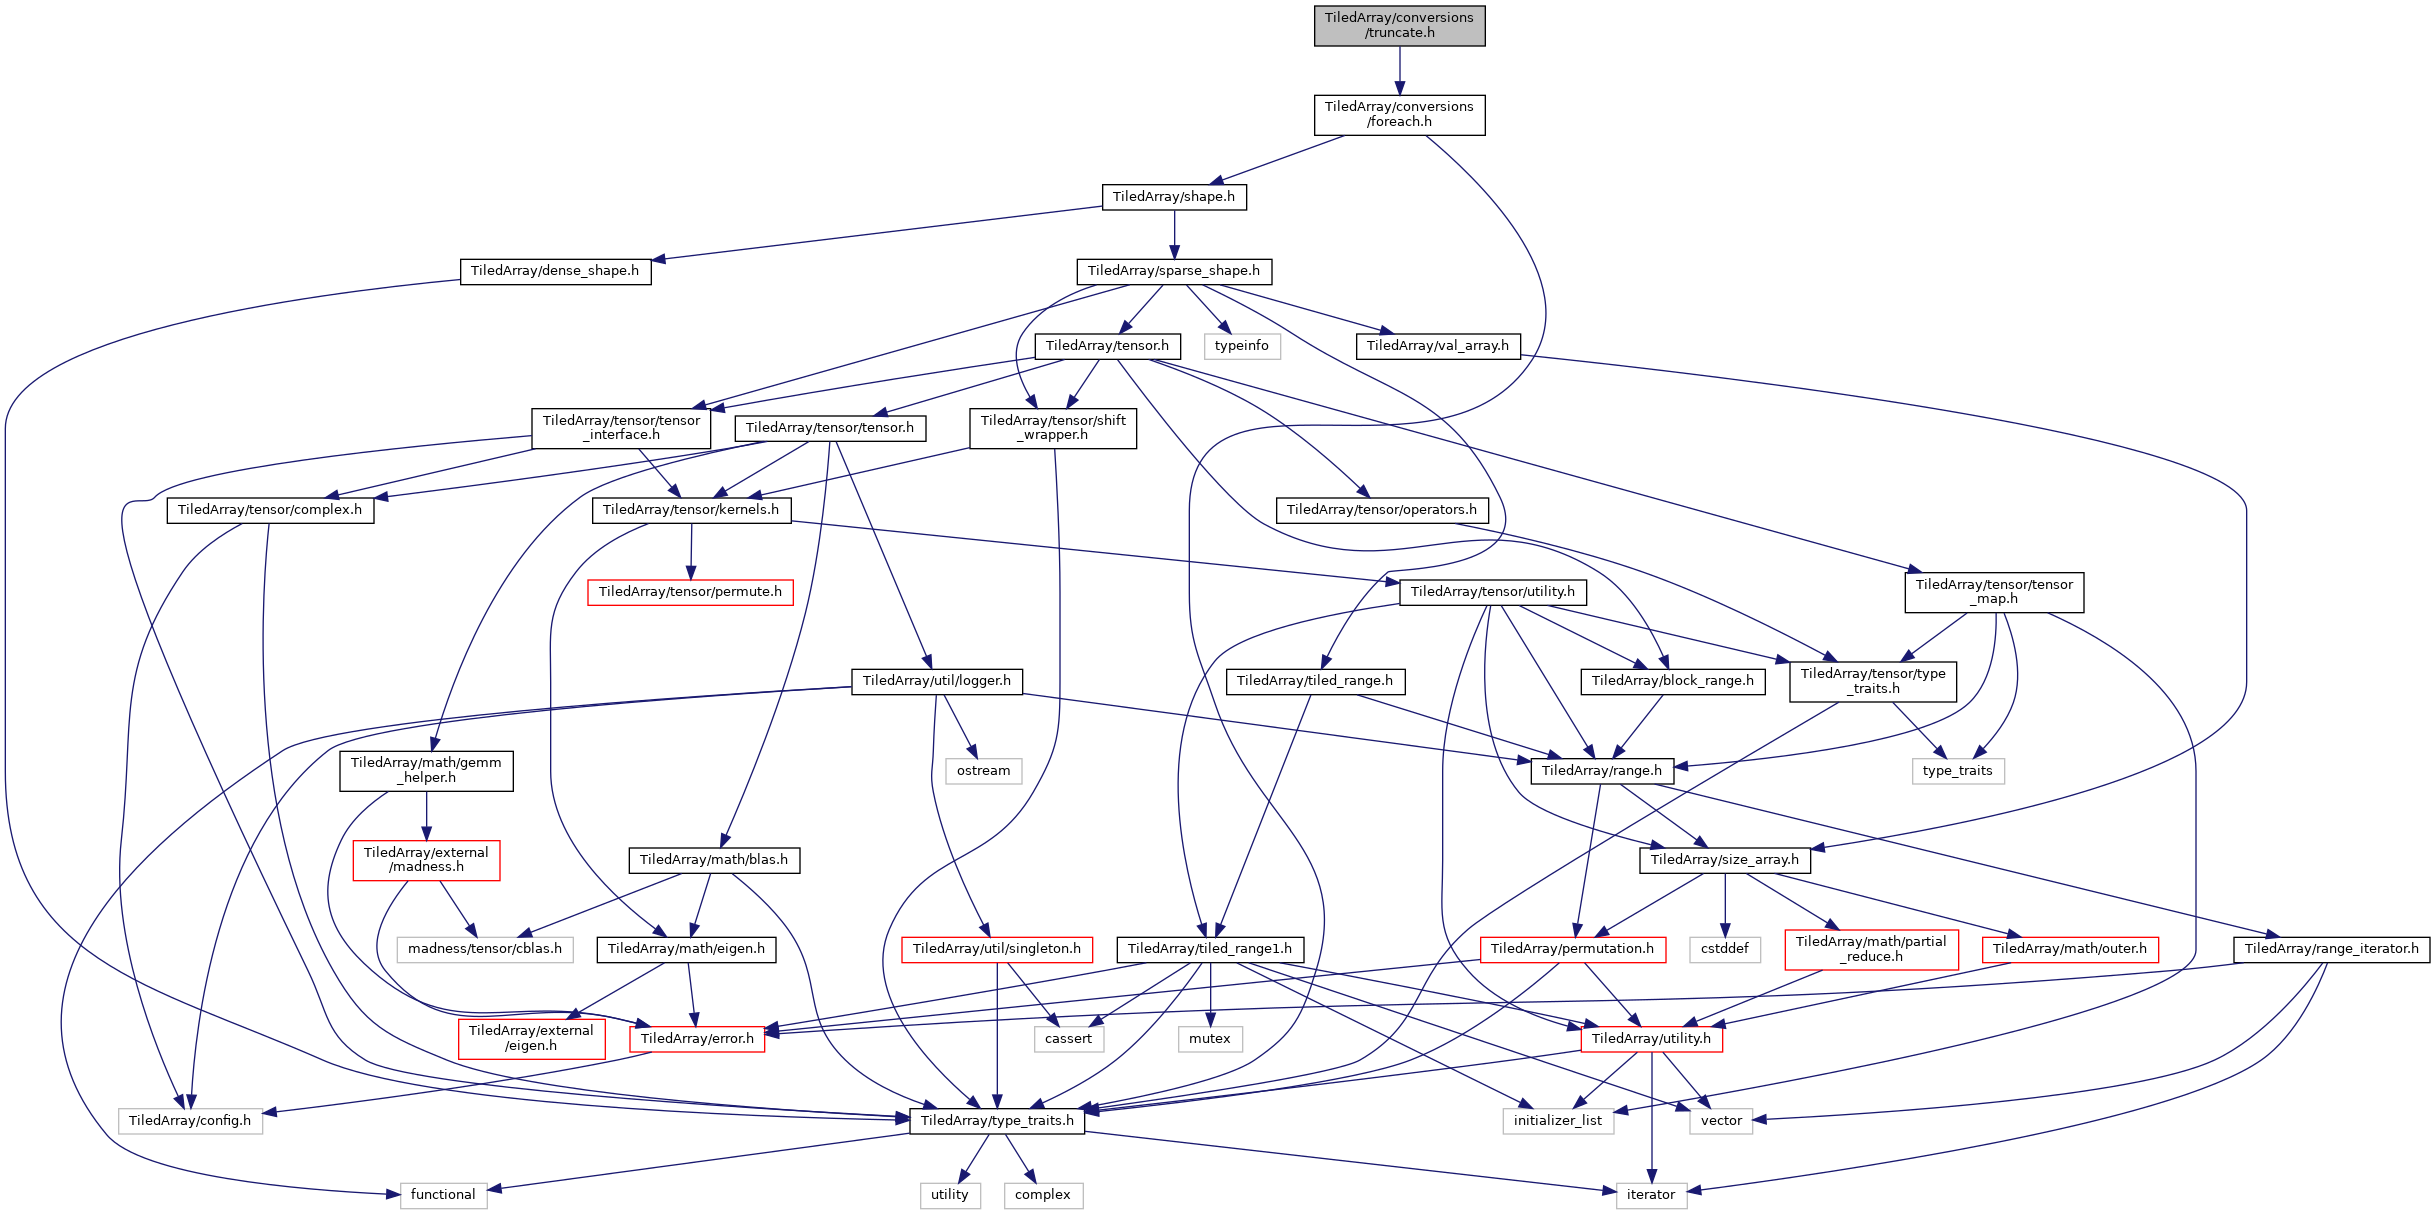 TiledArray/conversions
/truncate.h
TiledArray/conversions
/foreach.h
TiledArray/shape.h
TiledArray/dense_shape.h
TiledArray/sparse_shape.h
TiledArray/tensor.h
typeinfo
TiledArray/val_array.h
TiledArray/tensor/tensor
_interface.h
TiledArray/tensor/tensor.h
TiledArray/tensor/shift
_wrapper.h
TiledArray/tensor/complex.h
TiledArray/tensor/kernels.h
TiledArray/tensor/operators.h
TiledArray/tensor/permute.h
TiledArray/tensor/utility.h
TiledArray/tensor/tensor
_map.h
TiledArray/util/logger.h
TiledArray/tiled_range.h
TiledArray/block_range.h
TiledArray/tensor/type
_traits.h
TiledArray/math/gemm
_helper.h
ostream
TiledArray/range.h
type_traits
TiledArray/external
/madness.h
TiledArray/math/blas.h
TiledArray/size_array.h
madness/tensor/cblas.h
TiledArray/math/eigen.h
TiledArray/util/singleton.h
TiledArray/tiled_range1.h
TiledArray/permutation.h
cstddef
TiledArray/math/partial
_reduce.h
TiledArray/math/outer.h
TiledArray/range_iterator.h
TiledArray/external
/eigen.h
TiledArray/error.h
cassert
mutex
TiledArray/utility.h
TiledArray/config.h
TiledArray/type_traits.h
initializer_list
vector
functional
utility
complex
iterator